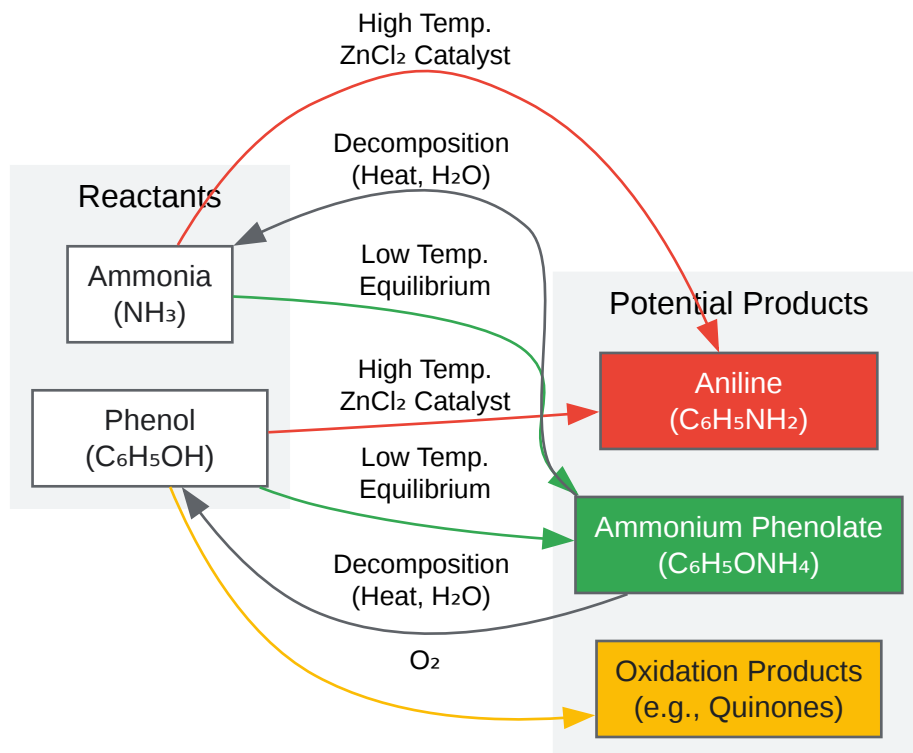 High Temp.
ZnCl₂ Catalyst
Decomposition
(Heat, H₂O)
Reactants
Ammonia
(NH₃)
Low Temp.
Equilibrium
Potential Products
High Temp.
ZnCl₂ Catalyst
Aniline
(C₆H₅NH₂)
Phenol
(C₆H₅OH)
Low Temp.
Equilibrium
Ammonium Phenolate
(C₆H₅ONH₄)
Decomposition
(Heat, H₂O)
O₂
Oxidation Products
(e.g., Quinones)